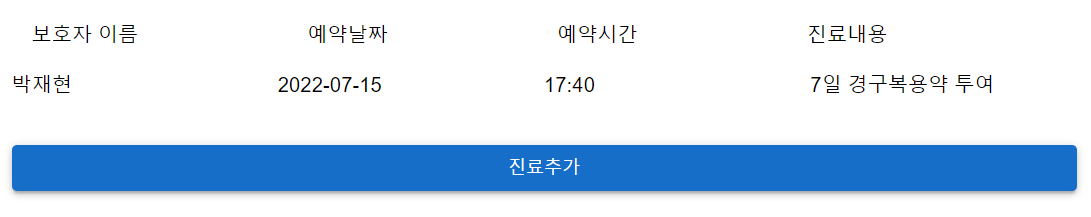 보호자 이름 예약날짜 예약시간 진료내용
박재현 2022-07-15 17:40 7일 경구복용약 투여
진료추가